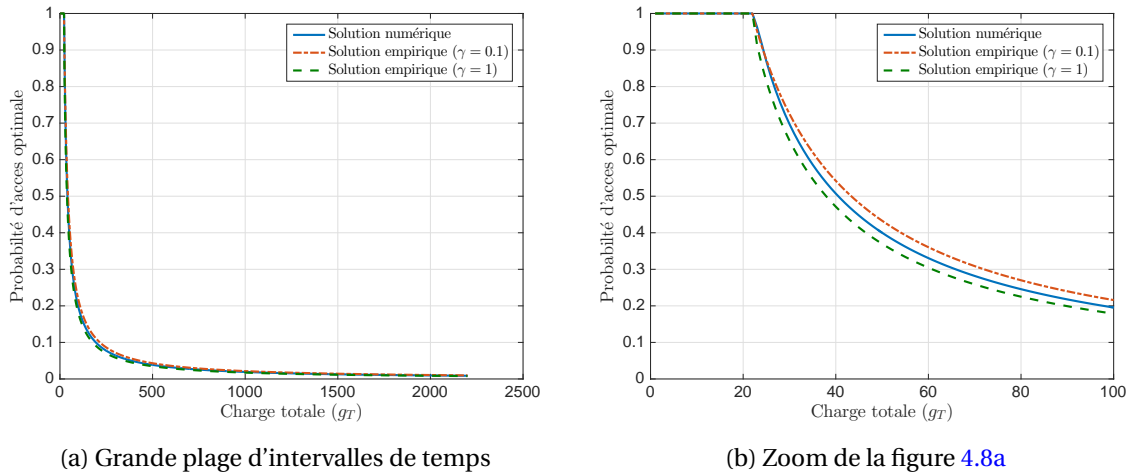 Solution numérique
Solution empirique (γ = 0.1)
Solution empirique (γ = 1)
Probabilté d'acces optimale
1
0.9
0.8
0.7
0.6
0.5
0.4
0.3
0.2
0.1
0
0 500 1000 1500 2000 2500
Charge totale (g_T)
(a) Grande plage d'intervalles de temps
Solution numérique
Solution empirique (γ = 0.1)
Solution empirique (γ = 1)
Probabilté d'acces optimale
1
0.9
0.8
0.7
0.6
0.5
0.4
0.3
0.2
0.1
0
0 20 40 60 80 100
Charge totale (g_T)
(b) Zoom de la figure 4.8a